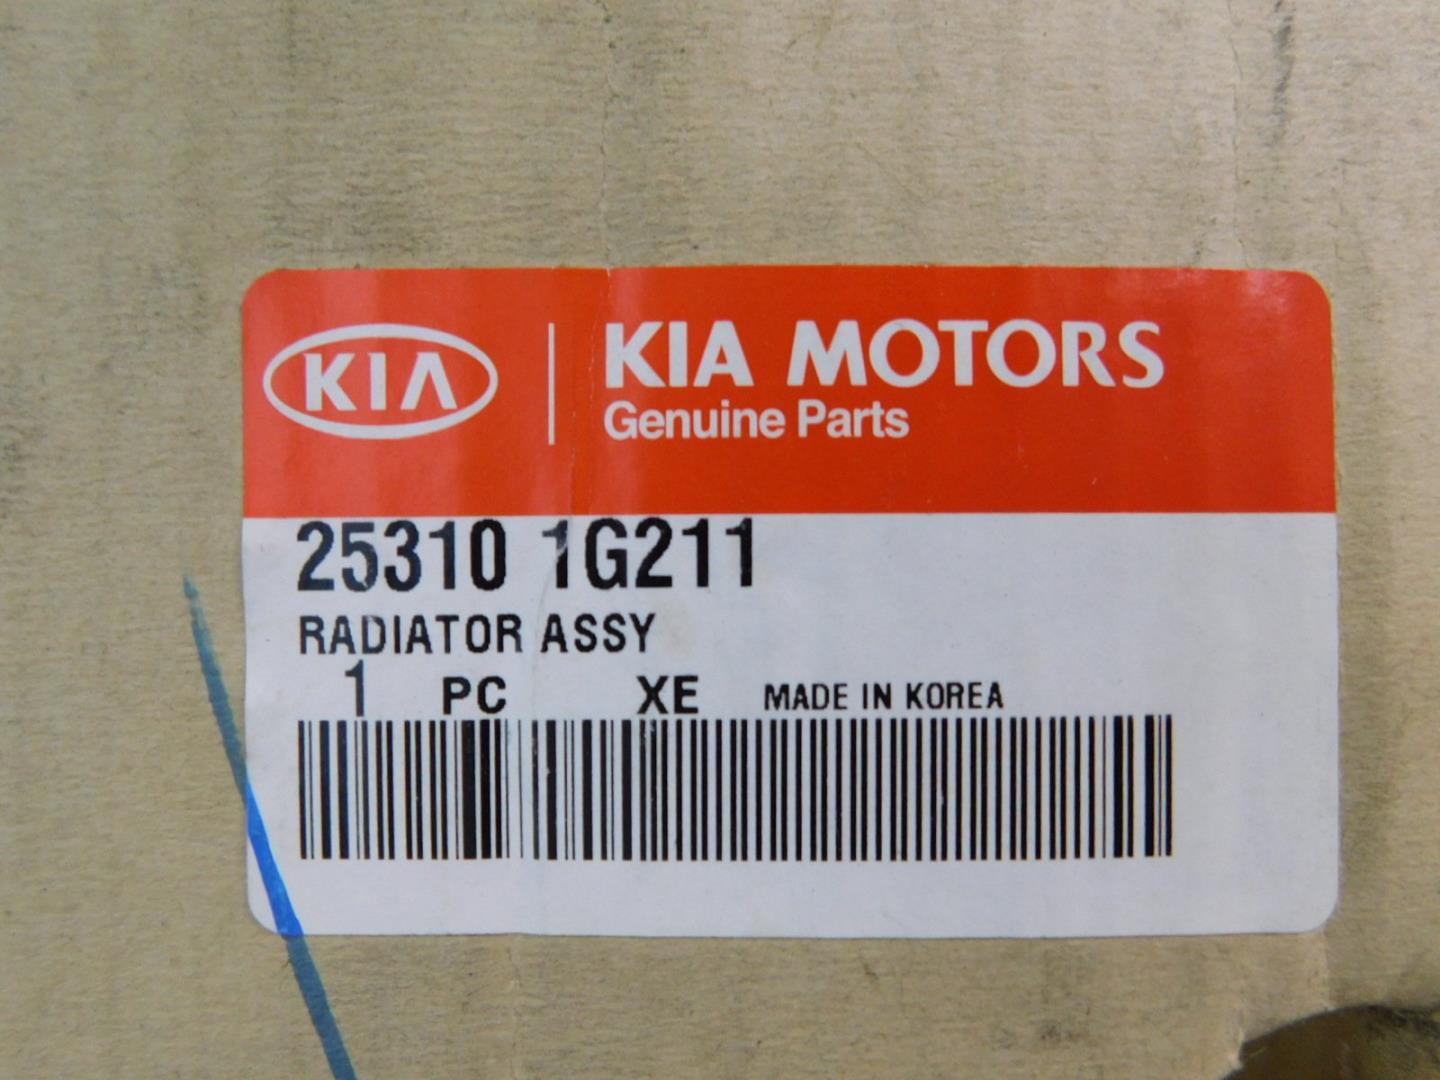 KIA
KIA MOTORS
Genuine Parts
25310 1G211
RADIATOR ASSY
1 PC XE MADE IN KOREA